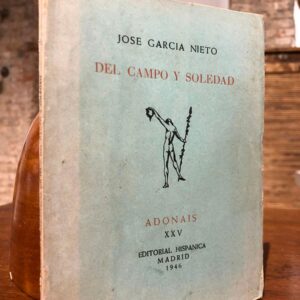 JOSE GARCIA NIETO
DEL CAMPO Y SOLEDAD
ADONAIS
XXV
EDITORIAL HISPANICA
MADRID
1946